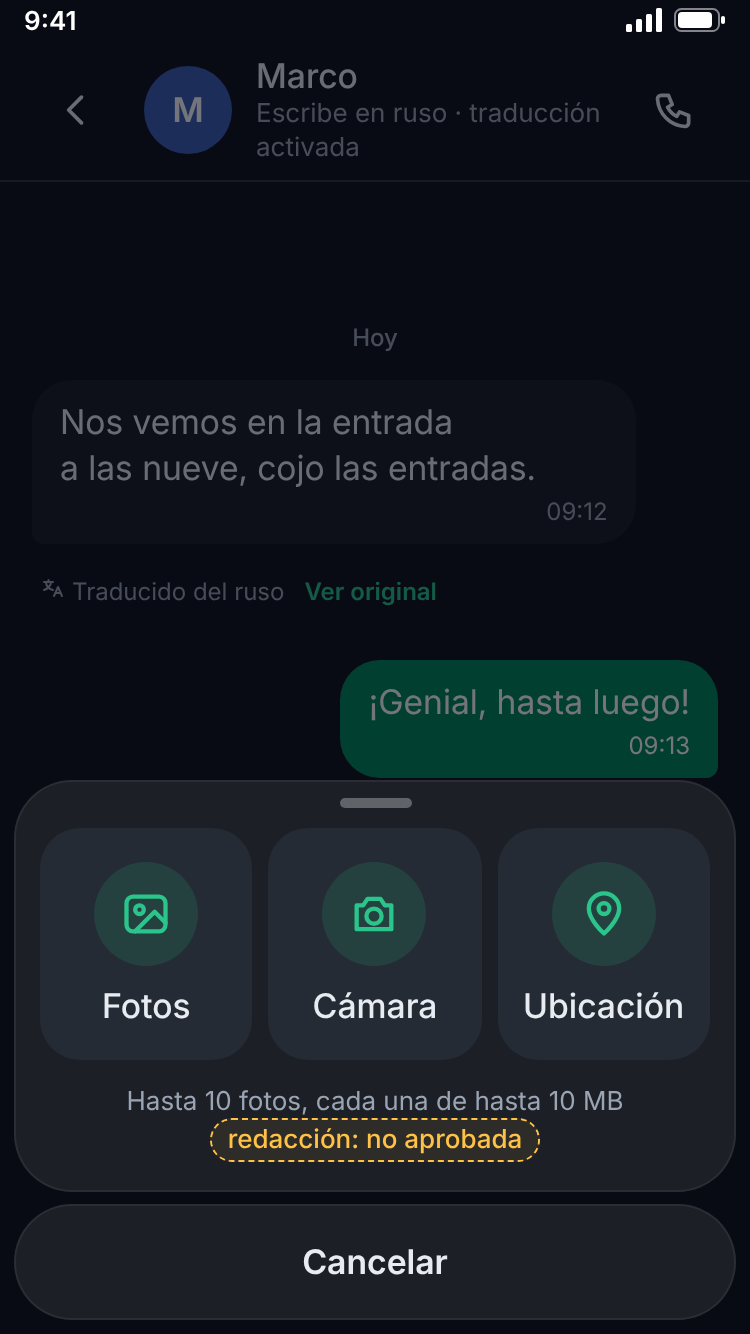 9:41
M
Marco
Escribe en ruso · traducción
activada
Hoy
Nos vemos en la entrada
a las nueve, cojo las entradas.
09:12
Traducido del ruso Ver original
¡Genial, hasta luego!
09:13
Fotos
Cámara
Ubicación
Hasta 10 fotos, cada una de hasta 10 MB
redacción: no aprobada
Cancelar